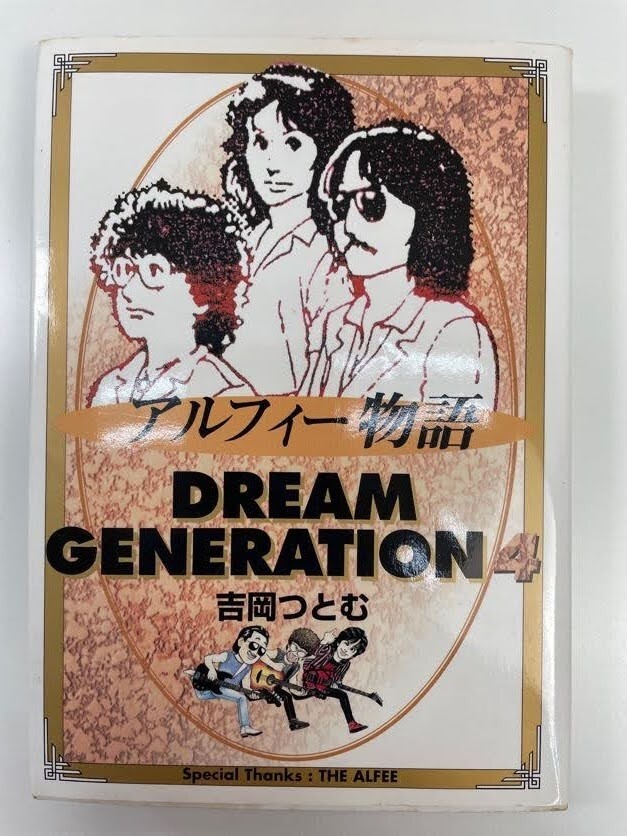 アルフィー物語
DREAM
GENERATION 4
吉岡つとむ
Special Thanks : THE ALFEE